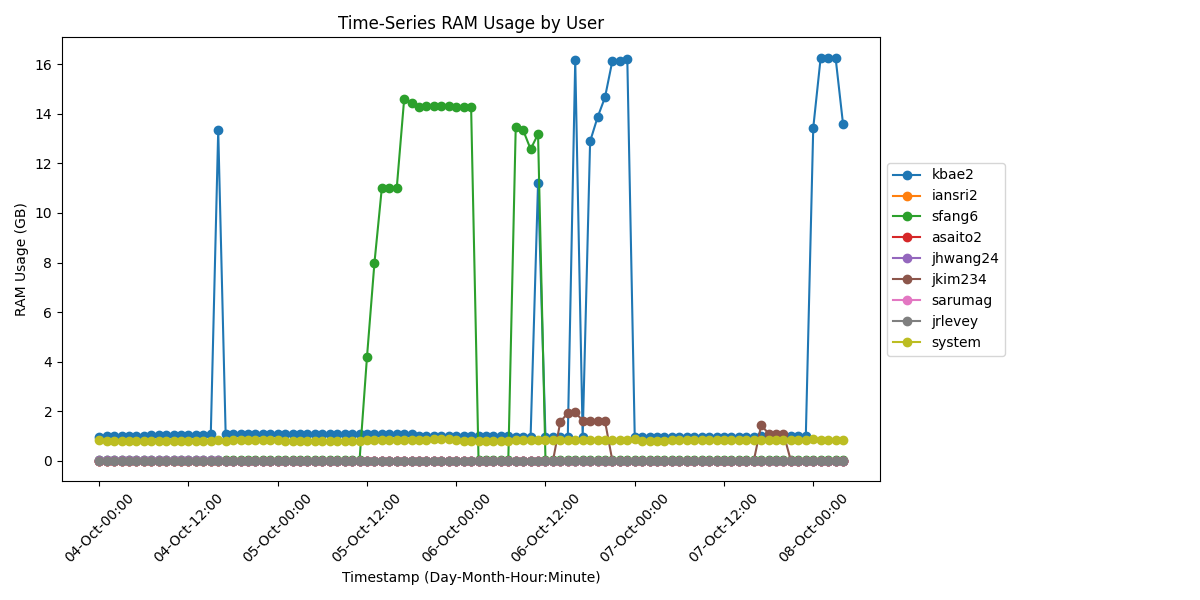 Time-Series RAM Usage by User
RAM Usage (GB)
16
14
12
10
8
6
4
2
0
04-Oct-00:00
04-Oct-12:00
05-Oct-00:00
05-Oct-12:00
06-Oct-00:00
06-Oct-12:00
07-Oct-00:00
07-Oct-12:00
08-Oct-00:00
Timestamp (Day-Month-Hour:Minute)
kbae2
iansri2
sfang6
asaito2
jhwang24
jkim234
sarumag
jrlevey
system